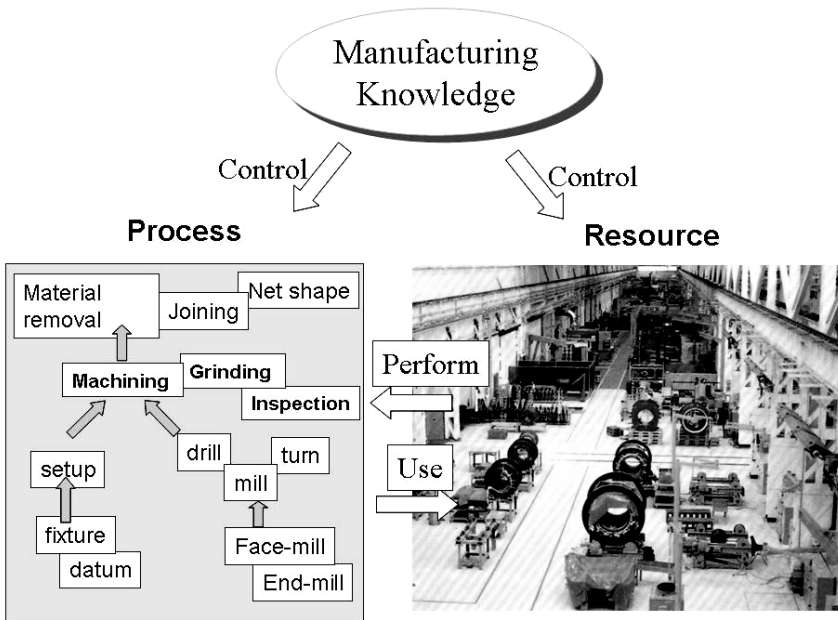 Manufacturing
Knowledge
Control
Control
Process
Resource
Material
removal
Joining
Net shape
Machining
Grinding
Inspection
Perform
setup
drill
turn
mill
Use
fixture
datum
Face-mill
End-mill